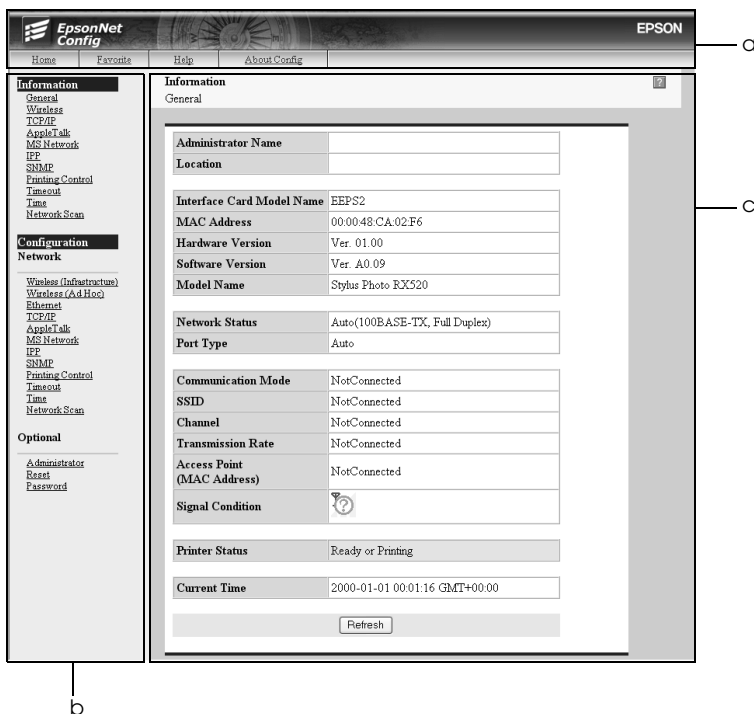 EpsonNet
Config
EPSON
a
Home Favorite Help About Config
Information
General
Wireless
TCP/IP
AppleTalk
MS Network
IPP
SNMP
Printing Control
Timeout
Time
Network Scan
Configuration
Network
Wireless (Infrastructure)
Wireless (Ad Hoc)
Ethernet
TCP/IP
AppleTalk
MS Network
IPP
SNMP
Printing Control
Timeout
Time
Network Scan
Optional
Administrator
Reset
Password
b
Information ?
General
Administrator Name
Location
Interface Card Model Name EEPS2
MAC Address 00:00:48:CA:02:F6
Hardware Version Ver. 01.00
Software Version Ver. A0.09
Model Name Stylus Photo RX520
Network Status Auto(100BASE-TX, Full Duplex)
Port Type Auto
Communication Mode NotConnected
SSID NotConnected
Channel NotConnected
Transmission Rate NotConnected
Access Point
(MAC Address) NotConnected
Signal Condition ?
Printer Status Ready or Printing
Current Time 2000-01-01 00:01:16 GMT+00:00
Refresh